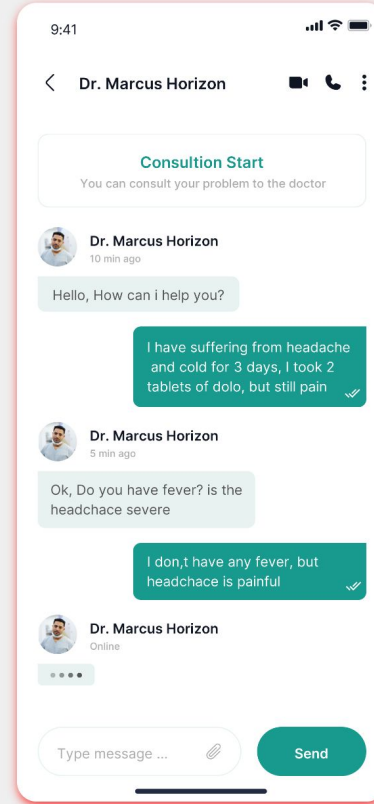 9:41
Dr. Marcus Horizon
Consultion Start
You can consult your problem to the doctor
Dr. Marcus Horizon
10 min ago
Hello, How can i help you?
I have suffering from headache
and cold for 3 days, I took 2
tablets of dolo, but still pain
Dr. Marcus Horizon
5 min ago
Ok, Do you have fever? is the
headchace severe
I don,t have any fever, but
headchace is painful
Dr. Marcus Horizon
Online
Type message ...
Send